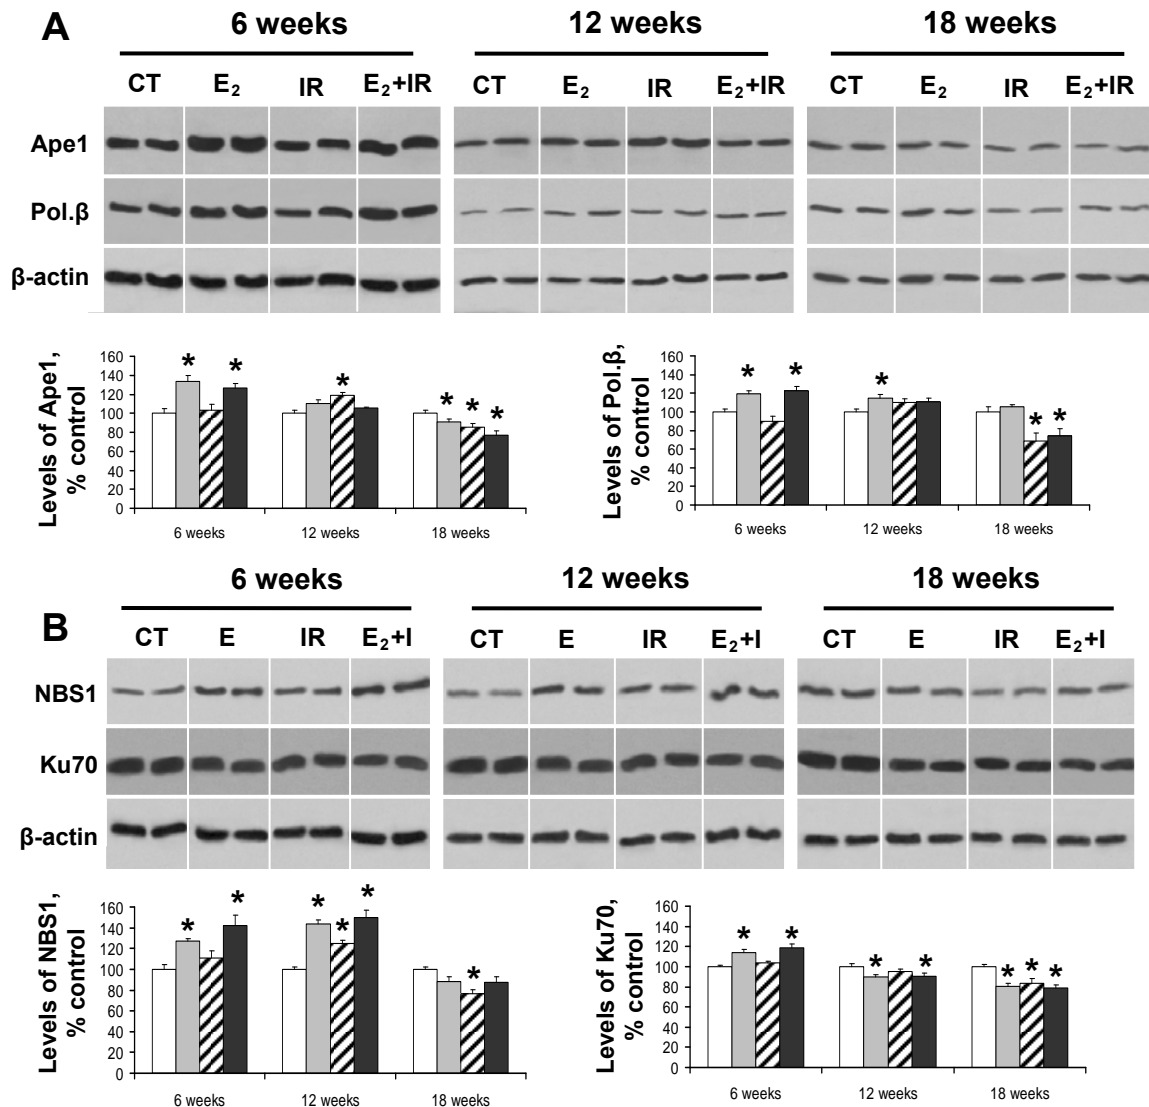 A
6 weeks 12 weeks 18 weeks
CT E₂ IR E₂+IR CT E₂ IR E₂+IR CT E₂ IR E₂+IR
Ape1
Pol.β
β-actin
Levels of Ape1,
% control
160
140
120
100
80
60
40
20
0
* * * * * *
6 weeks 12 weeks 18 weeks
Levels of Pol.β,
% control
160
140
120
100
80
60
40
20
0
* * * * *
6 weeks 12 weeks 18 weeks
6 weeks 12 weeks 18 weeks
B
CT E IR E₂+I CT E IR E₂+I CT E IR E₂+I
NBS1
Ku70
β-actin
Levels of NBS1,
% control
160
140
120
100
80
60
40
20
0
* * * * * *
6 weeks 12 weeks 18 weeks
Levels of Ku70,
% control
160
140
120
100
80
60
40
20
0
* * * * * * *
6 weeks 12 weeks 18 weeks